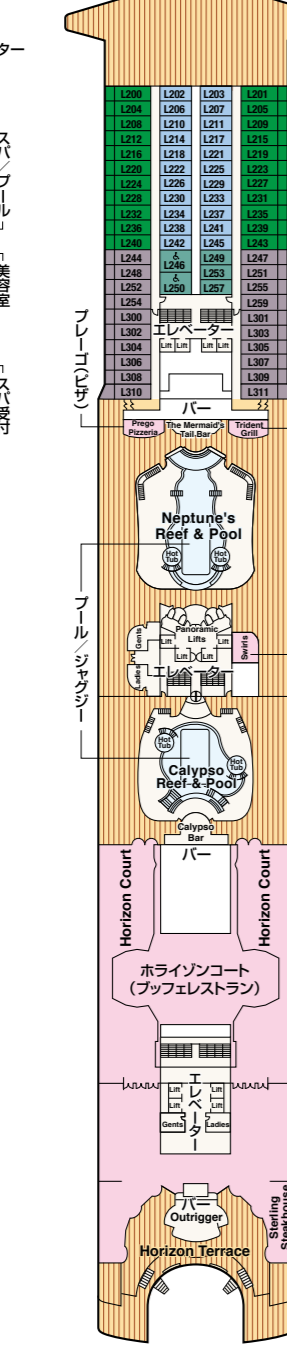 ター
スパ/プール」
『美容室
『スパ受付
L200 L202 L203 L201
L204 L206 L207 L205
L208 L210 L211 L209
L212 L214 L217 L215
L216 L218 L221 L219
L220 L222 L225 L223
L224 L226 L229 L227
L228 L230 L233 L231
L232 L234 L237 L235
L236 L238 L241 L239
L240 L242 L245 L243
L244 L246 L249 L247
L248 L253 L251
L252 L250 L257 L255
L254 L259
L300 L301
L302 エレベーター L303
L304 Lift Lift Lift Lift L305
L306 L307
L308 L309
L310 L311
プレーゴ(ピザ)
バー
Prego Pizzeria
The Mermaid's Tail Bar
Trident Grill
Neptune's
Reef & Pool
Hot Tub
Hot Tub
プール/ジャグジー
Gents
Ladies
Panoramic
Lifts
Lift Lift
Lift Lift
エレベーター
Swirls
Hot Tub
Hot Tub
Calypso
Reef & Pool
Calypso
Bar
バー
Horizon Court
Horizon Court
ホライゾンコート
(ブッフェレストラン)
エレベーター
Lift Lift
Lift Lift
Gents Ladies
バー
Outrigger
Horizon Terrace
Sterling
Steakhouse